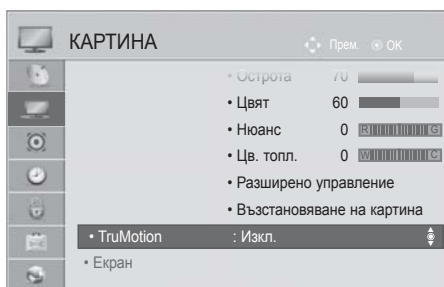 КАРТИНА Прем. OK
• Острота 70
• Цвят 60
• Нюанс 0 R G
• Цв. топл. 0 W C
• Разширено управление
• Възстановяване на картина
• TruMotion : Изкл.
• Екран